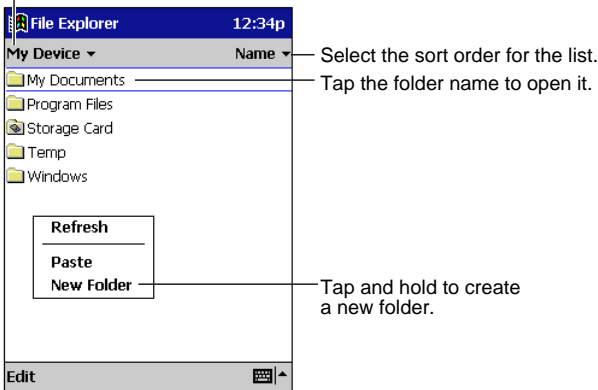 File Explorer 12:34p
My Device Name
Select the sort order for the list.
My Documents
Tap the folder name to open it.
Program Files
Storage Card
Temp
Windows
Refresh
Paste
New Folder
Tap and hold to create
a new folder.
Edit